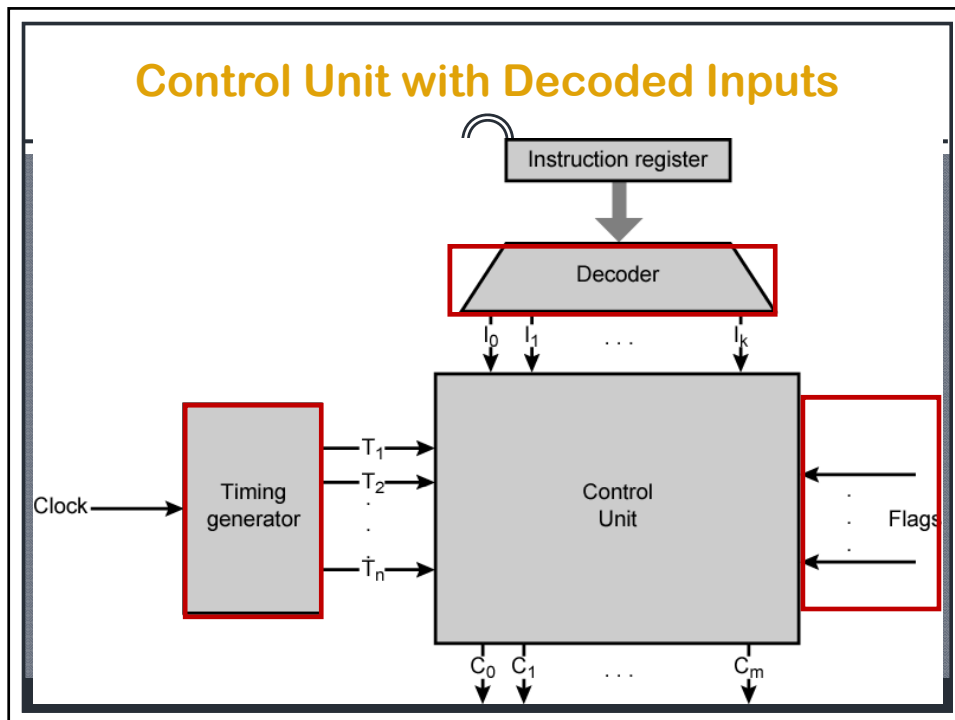 Control Unit with Decoded Inputs
Instruction register
Decoder
I0 I1 . . . Ik
T1
T2
.
.
Tn
Clock
Timing
generator
Control
Unit
.
. Flags
.
C0 C1 . . . Cm